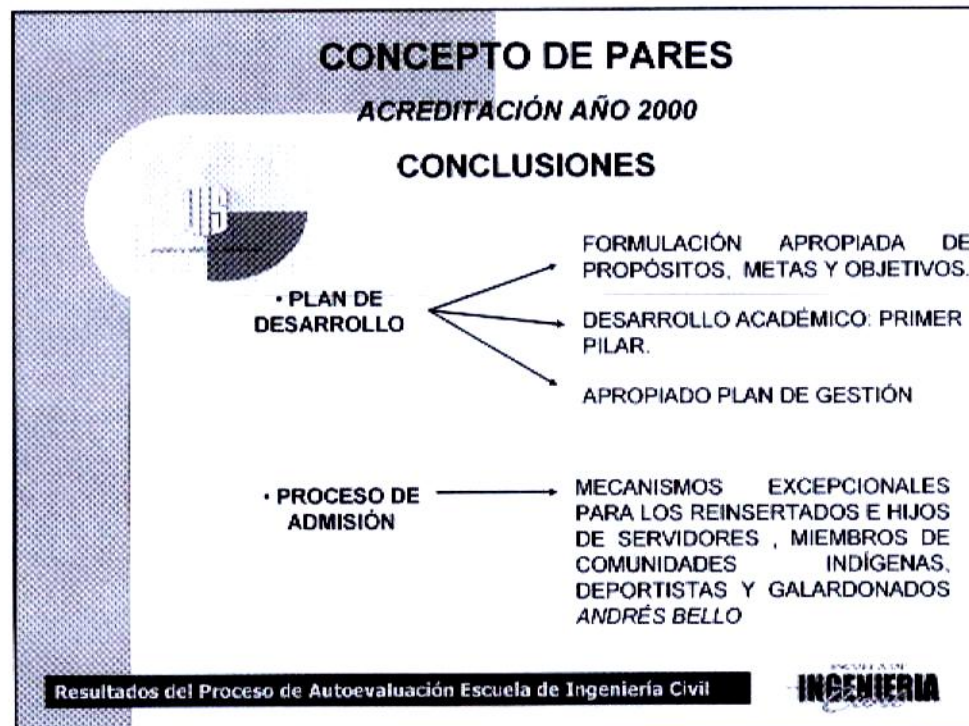 CONCEPTO DE PARES
ACREDITACIÓN AÑO 2000
CONCLUSIONES
UIS
• PLAN DE
DESARROLLO
FORMULACIÓN APROPIADA DE
PROPÓSITOS, METAS Y OBJETIVOS.
DESARROLLO ACADÉMICO: PRIMER
PILAR.
APROPIADO PLAN DE GESTIÓN
• PROCESO DE
ADMISIÓN
MECANISMOS EXCEPCIONALES
PARA LOS REINSERTADOS E HIJOS
DE SERVIDORES , MIEMBROS DE
COMUNIDADES INDÍGENAS,
DEPORTISTAS Y GALARDONADOS
ANDRÉS BELLO
Resultados del Proceso de Autoevaluación Escuela de Ingeniería Civil
INGENIERIA